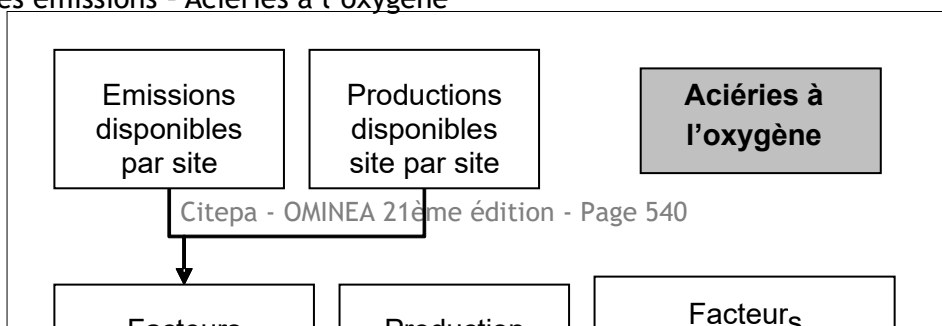 es émissions – Aciéries à l'oxygène
Emissions
disponibles
par site
Productions
disponibles
site par site
Aciéries à
l'oxygène
Citepa - OMINEA 21ème édition - Page 540
Facteurs
Production
Facteurs